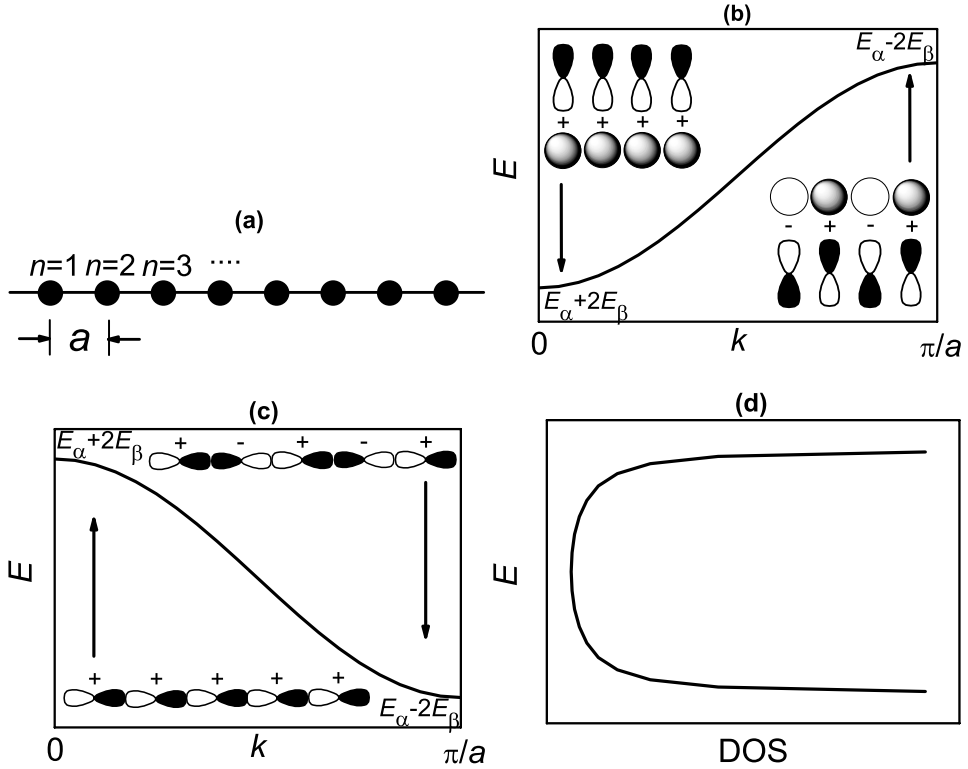 (a)
n=1 n=2 n=3 ....
a
(b)
Eα-2Eβ
+ + + +
- + - +
Eα+2Eβ
E
0 k π/a
(c)
Eα+2Eβ
+ - + - +
+ + + + +
Eα-2Eβ
E
0 k π/a
(d)
E
DOS